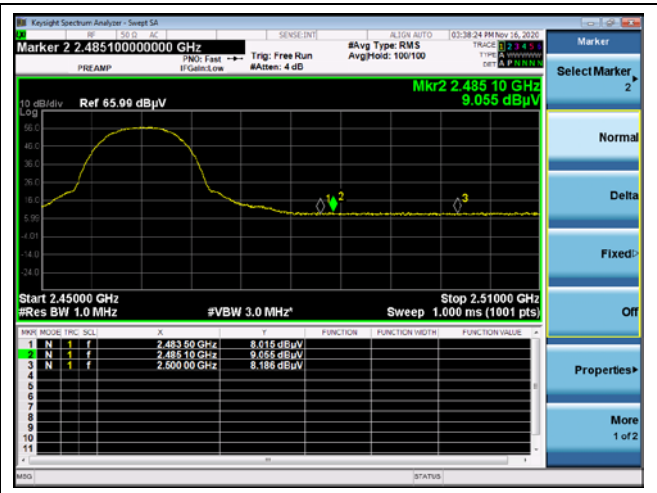 Keysight Spectrum Analyzer - Swept SA
RF 50 Ω AC SENSE:INT ALIGN AUTO 03:38:24 PM Nov 16, 2020
Marker 2 2.485100000000 GHz #Avg Type: RMS TRACE 1 2 3 4 5 6
PNO: Fast Trig: Free Run Avg|Hold: 100/100 TYPE A WWWWW
PREAMP IFGain:Low #Atten: 4 dB DET A P N N N N
Mkr2 2.485 10 GHz
10 dB/div Ref 65.99 dBµV 9.055 dBµV
Log
56.0
46.0
36.0
26.0
16.0
1 2 3
5.99
-4.01
-14.0
-24.0
Start 2.45000 GHz Stop 2.51000 GHz
#Res BW 1.0 MHz #VBW 3.0 MHz* Sweep 1.000 ms (1001 pts)
MKR MODE TRC SCL X Y FUNCTION FUNCTION WIDTH FUNCTION VALUE
1 N 1 f 2.483 50 GHz 8.015 dBµV
2 N 1 f 2.485 10 GHz 9.055 dBµV
3 N 1 f 2.500 00 GHz 8.186 dBµV
4
5
6
7
8
9
10
11
MSG STATUS
Marker
Select Marker
2
Normal
Delta
Fixed
Off
Properties
More
1 of 2